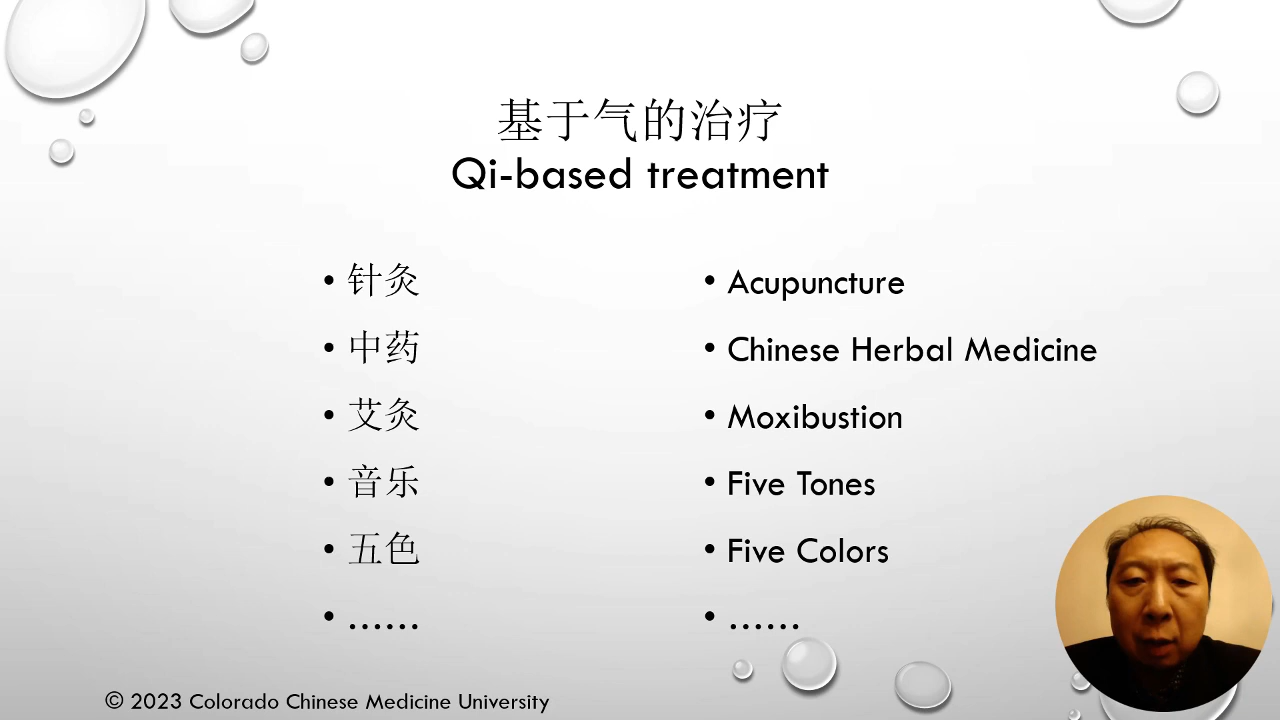 基于气的治疗
Qi-based treatment
• 针灸
• 中药
• 艾灸
• 音乐
• 五色
• ……
• Acupuncture
• Chinese Herbal Medicine
• Moxibustion
• Five Tones
• Five Colors
• ……
© 2023 Colorado Chinese Medicine University